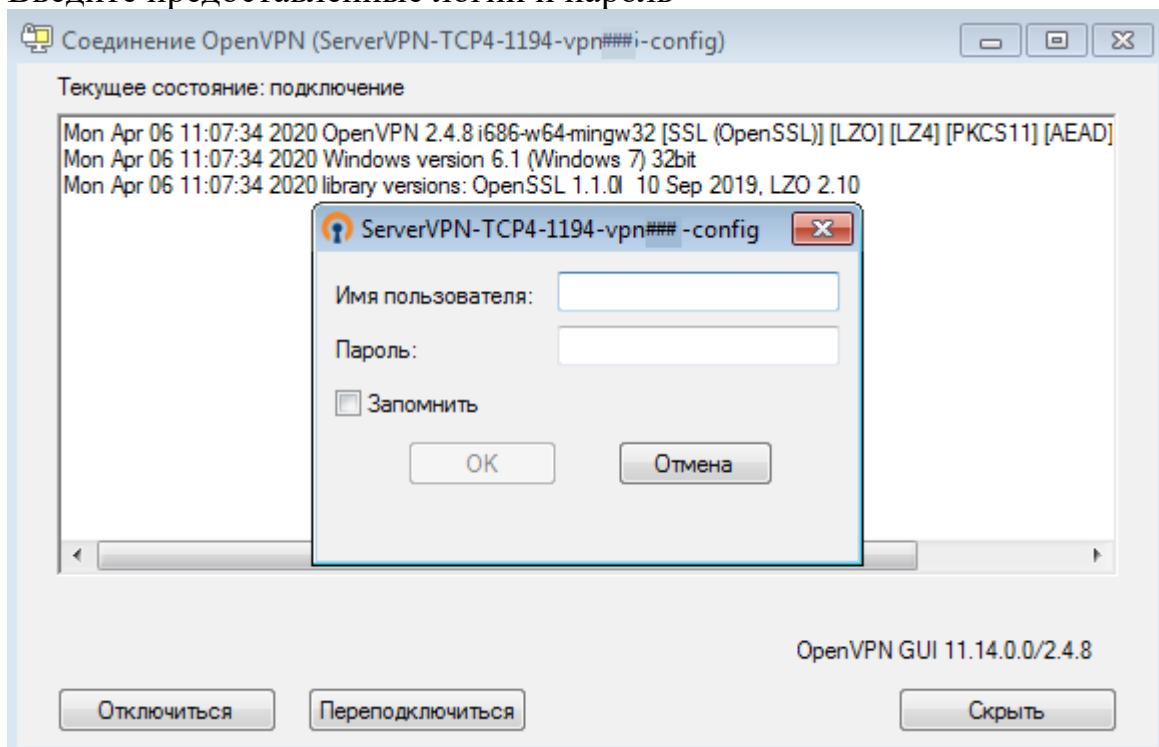 Введите предоставленные логин и пароль
Соединение OpenVPN (ServerVPN-TCP4-1194-vpn###i-config)
Текущее состояние: подключение
Mon Apr 06 11:07:34 2020 OpenVPN 2.4.8 i686-w64-mingw32 [SSL (OpenSSL)] [LZO] [LZ4] [PKCS11] [AEAD]
Mon Apr 06 11:07:34 2020 Windows version 6.1 (Windows 7) 32bit
Mon Apr 06 11:07:34 2020 library versions: OpenSSL 1.1.0l 10 Sep 2019, LZO 2.10
ServerVPN-TCP4-1194-vpn### -config
Имя пользователя:
Пароль:
Запомнить
OK
Отмена
OpenVPN GUI 11.14.0.0/2.4.8
Отключиться
Переподключиться
Скрыть